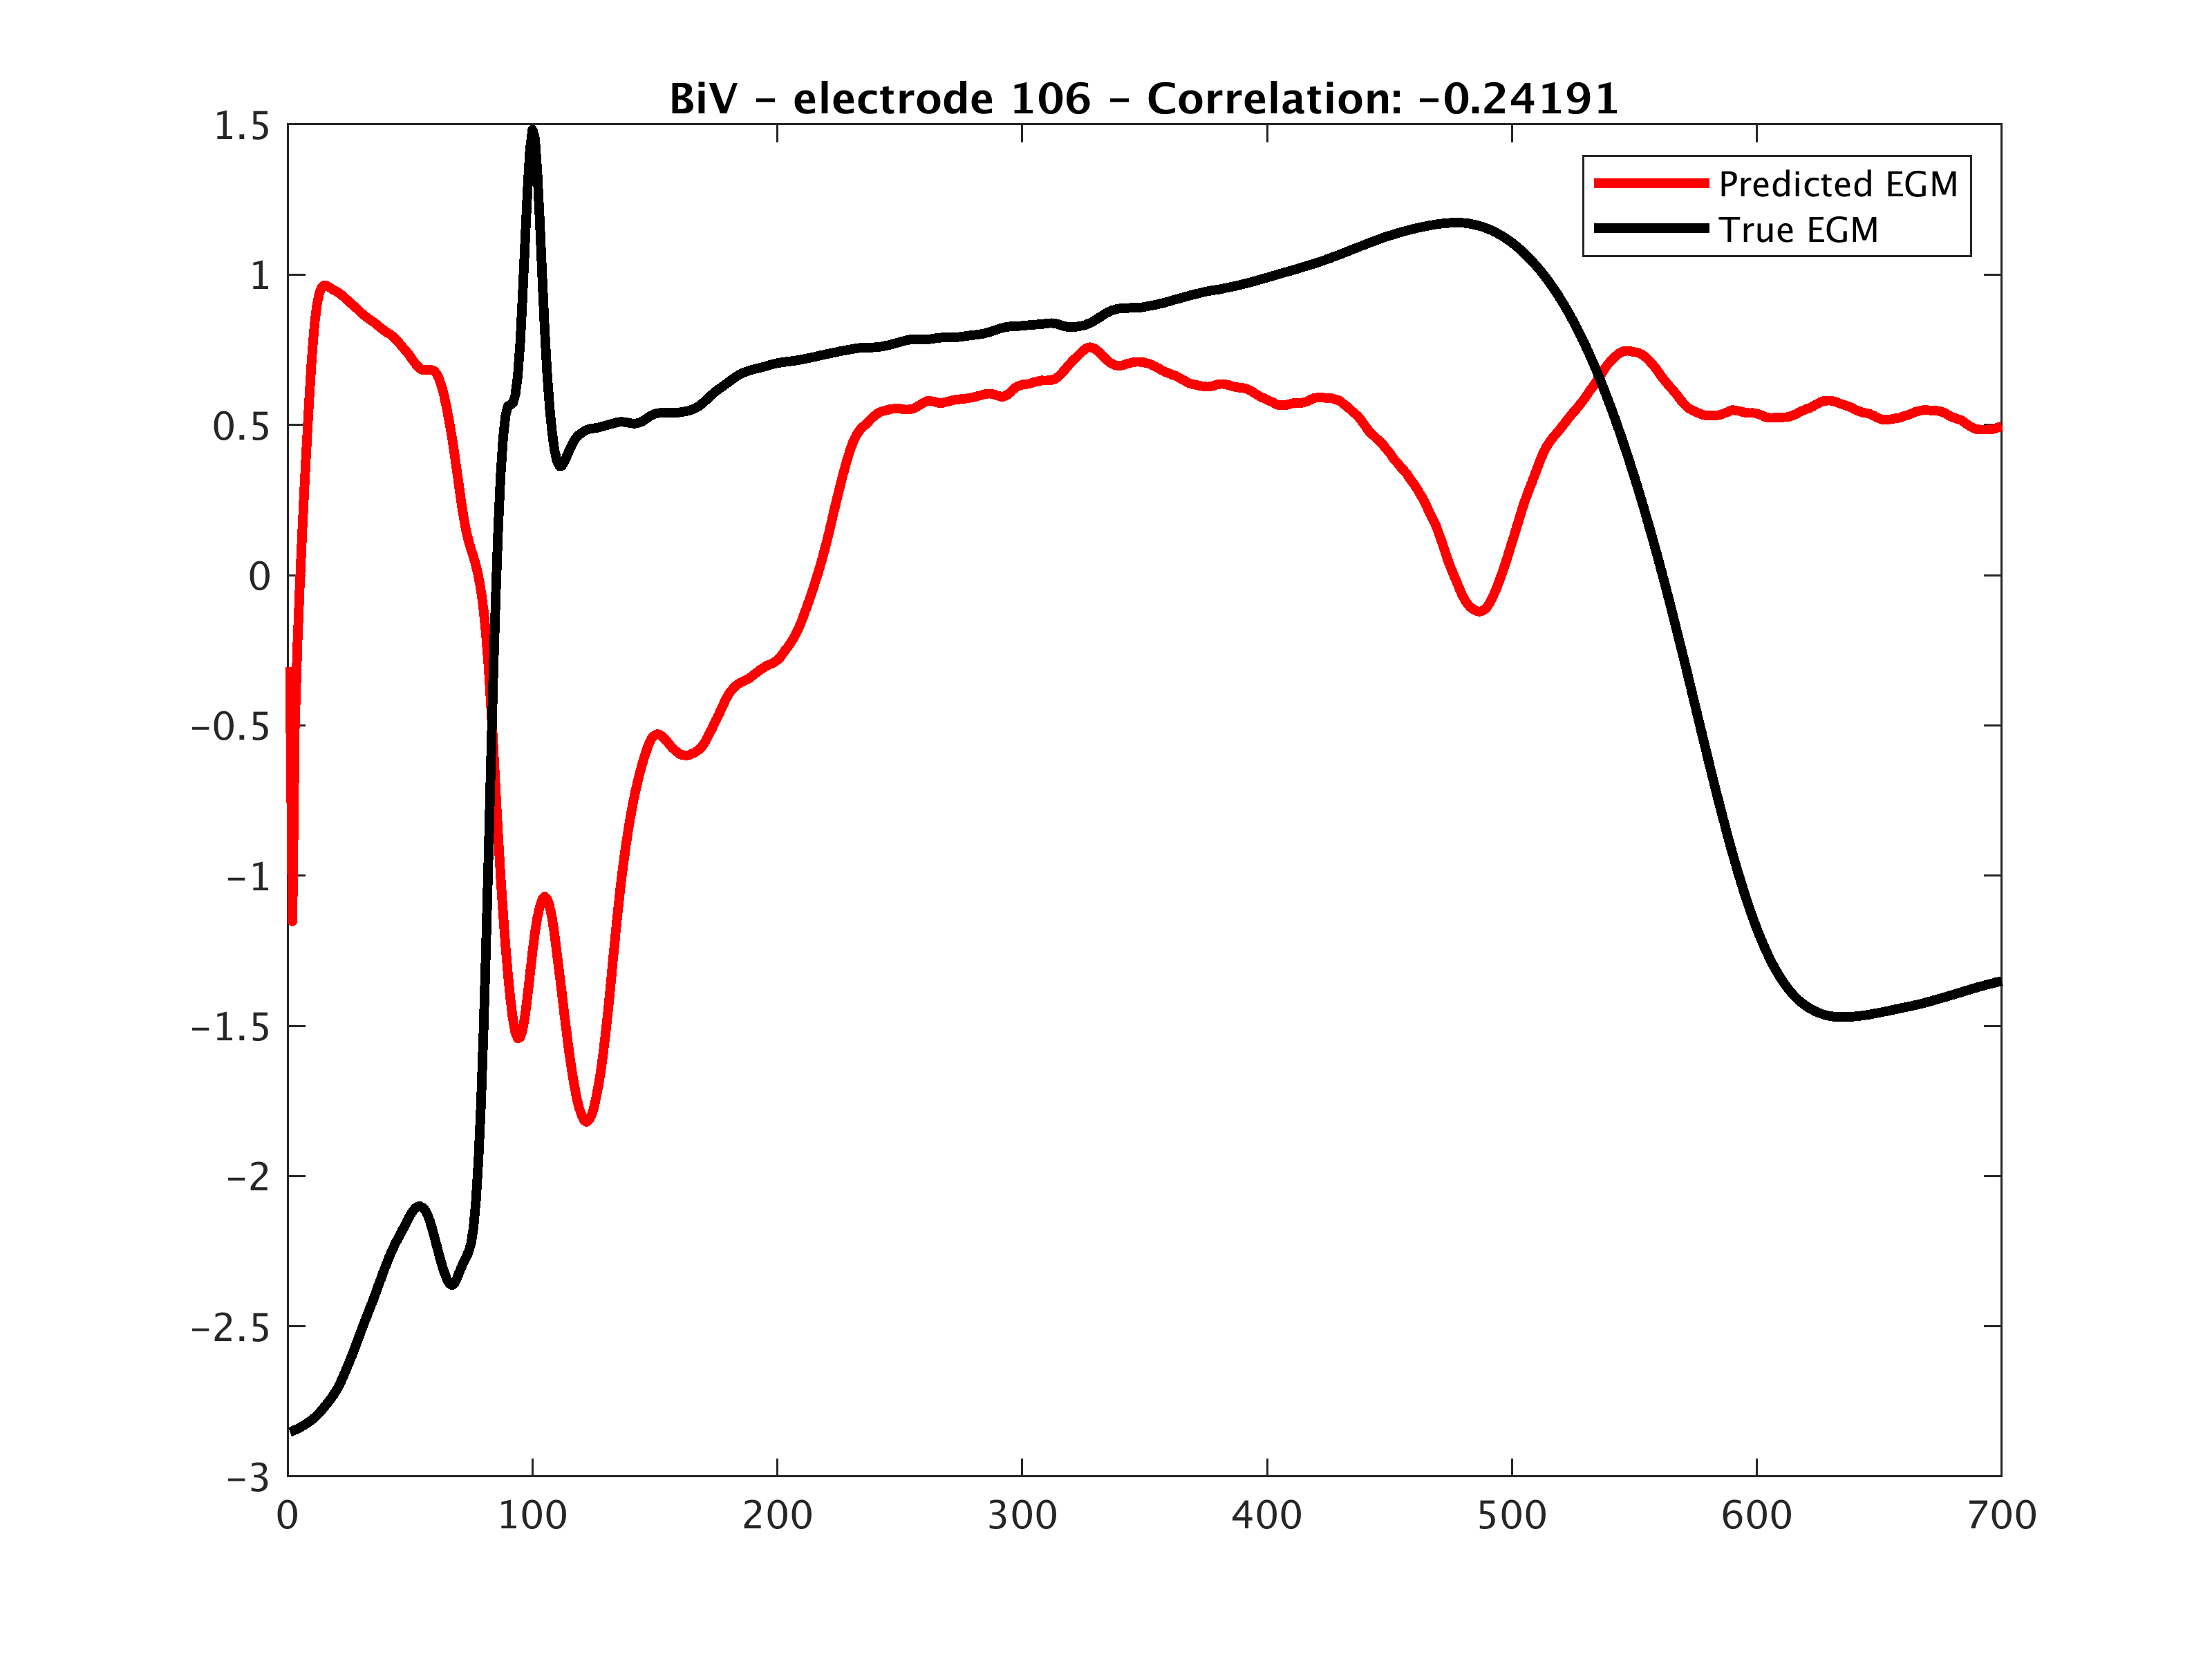 BiV – electrode 106 – Correlation: –0.24191
1.5
1
0.5
0
–0.5
–1
–1.5
–2
–2.5
–3
Predicted EGM
True EGM
0 100 200 300 400 500 600 700